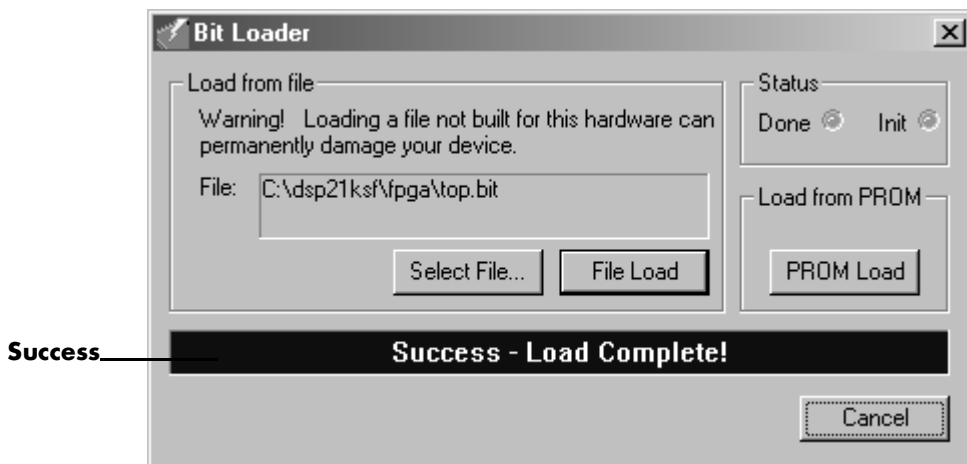 Bit Loader
Load from file
Warning!   Loading a file not built for this hardware can
permanently damage your device.
File: C:\dsp21ksf\fpga\top.bit
Select File...
File Load
Status
Done
Init
Load from PROM
PROM Load
Success
Success - Load Complete!
Cancel